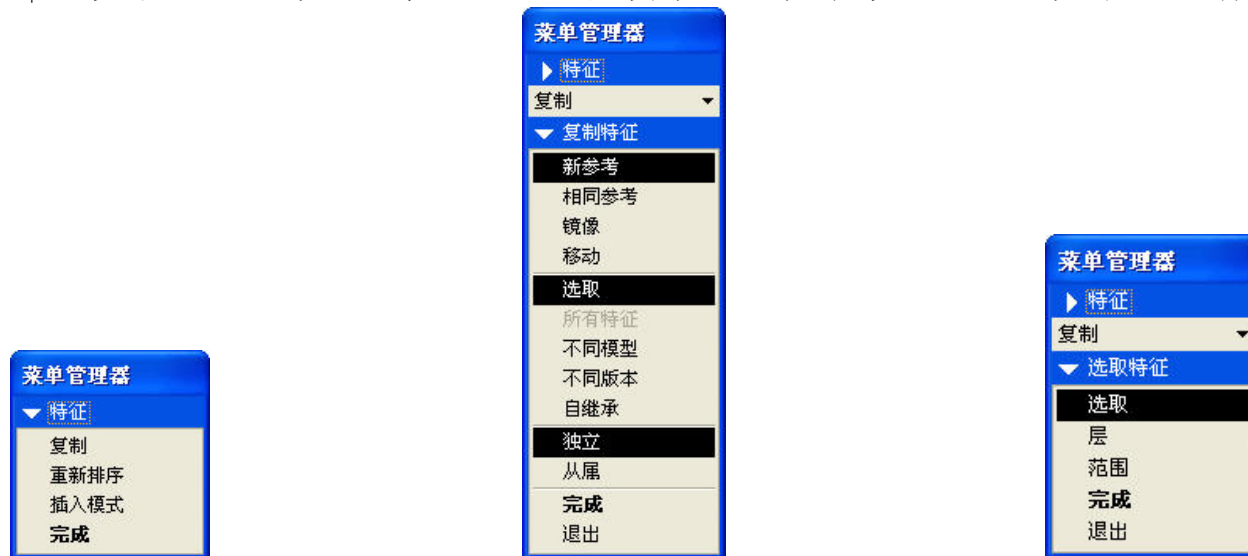 菜单管理器
特征
复制
重新排序
插入模式
完成
菜单管理器
特征
复制
复制特征
新参考
相同参考
镜像
移动
选取
所有特征
不同模型
不同版本
自继承
独立
从属
完成
退出
菜单管理器
特征
复制
选取特征
选取
层
范围
完成
退出